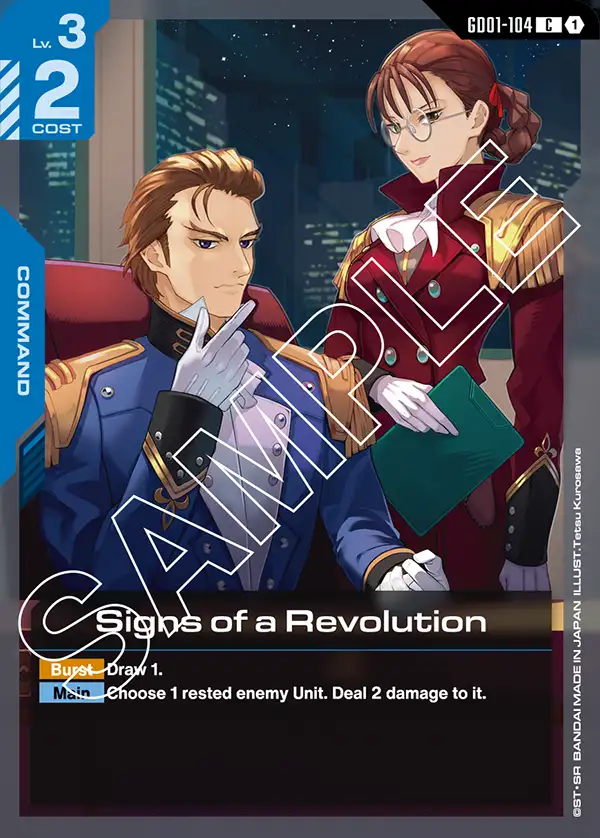 GD01-104 C 1
Lv. 3
2
COST
COMMAND
SAMPLE
Signs of a Revolution
Burst Draw 1.
Main Choose 1 rested enemy Unit. Deal 2 damage to it.
©ST・SR BANDAI MADE IN JAPAN ILLUST.Tetsu Kurosawa